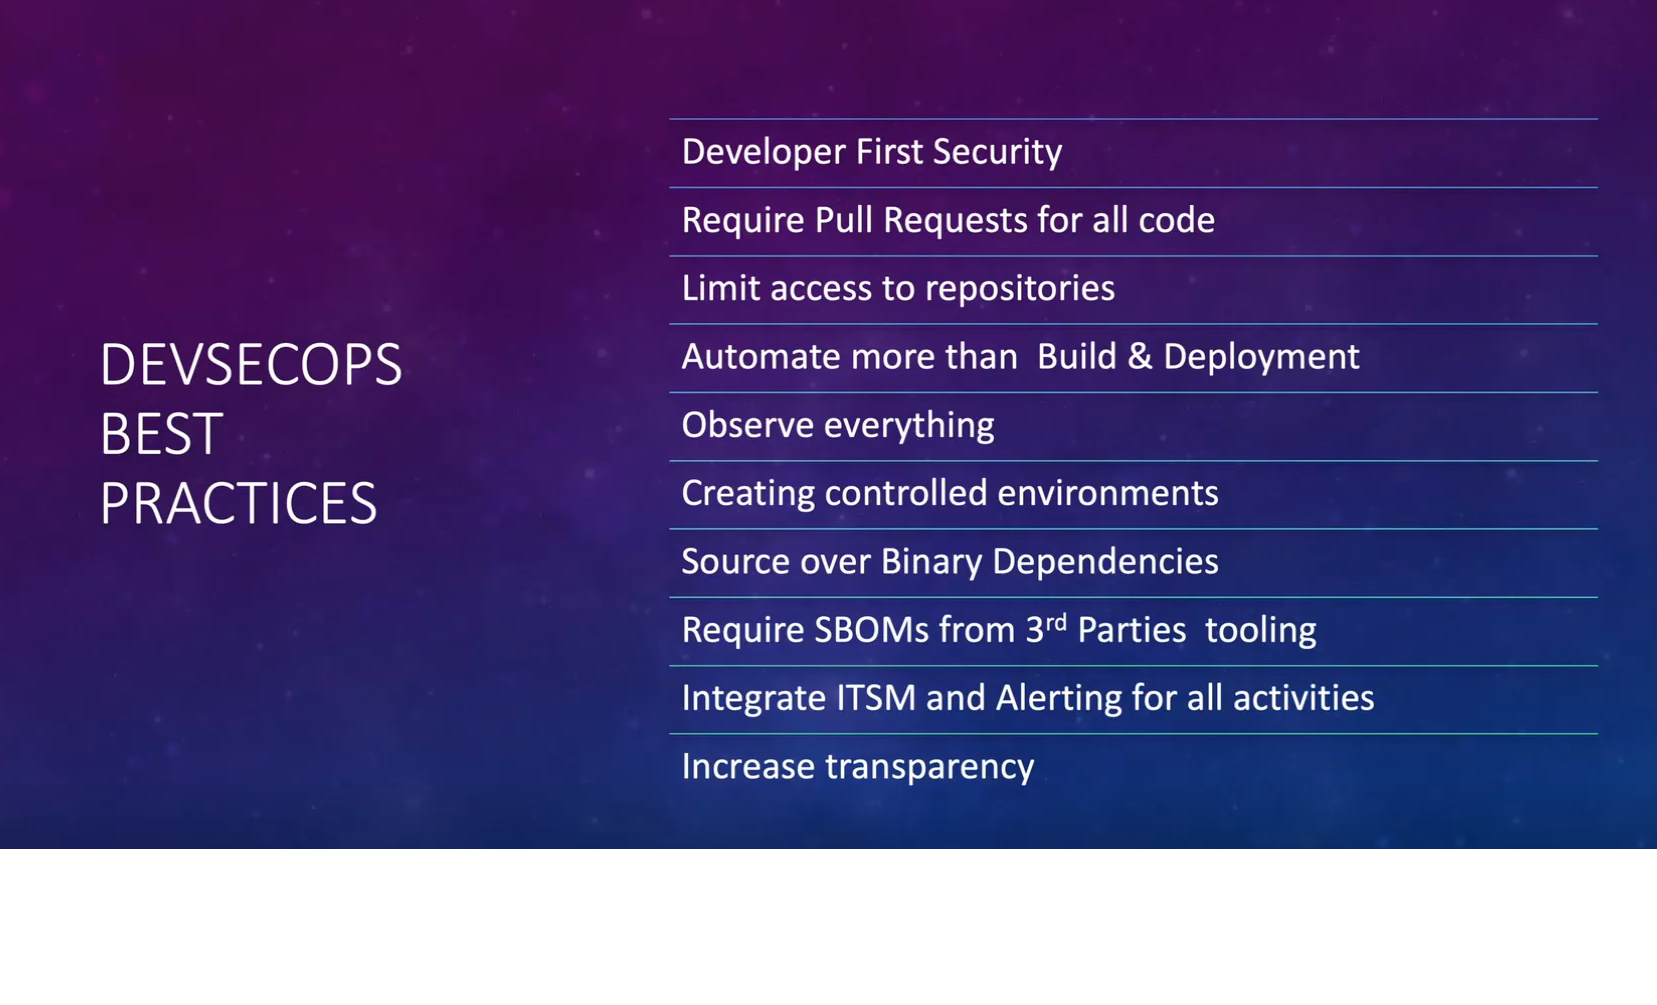 DEVSECOPS
BEST
PRACTICES
Developer First Security
Require Pull Requests for all code
Limit access to repositories
Automate more than  Build & Deployment
Observe everything
Creating controlled environments
Source over Binary Dependencies
Require SBOMs from 3rd Parties  tooling
Integrate ITSM and Alerting for all activities
Increase transparency